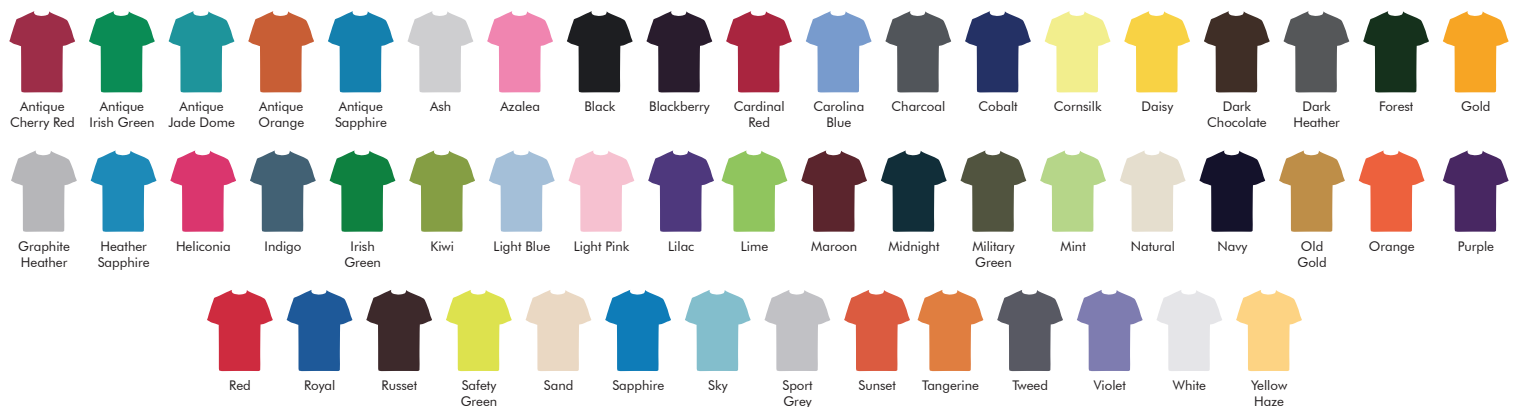 Antique Cherry Red
Antique Irish Green
Antique Jade Dome
Antique Orange
Antique Sapphire
Ash
Azalea
Black
Blackberry
Cardinal Red
Carolina Blue
Charcoal
Cobalt
Cornsilk
Daisy
Dark Chocolate
Dark Heather
Forest
Gold
Graphite Heather
Heather Sapphire
Heliconia
Indigo
Irish Green
Kiwi
Light Blue
Light Pink
Lilac
Lime
Maroon
Midnight
Military Green
Mint
Natural
Navy
Old Gold
Orange
Purple
Red
Royal
Russet
Safety Green
Sand
Sapphire
Sky
Sport Grey
Sunset
Tangerine
Tweed
Violet
White
Yellow Haze